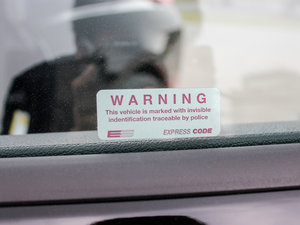 WARNING
This vehicle is marked with invisible
indentification traceable by police
EXPRESS CODE